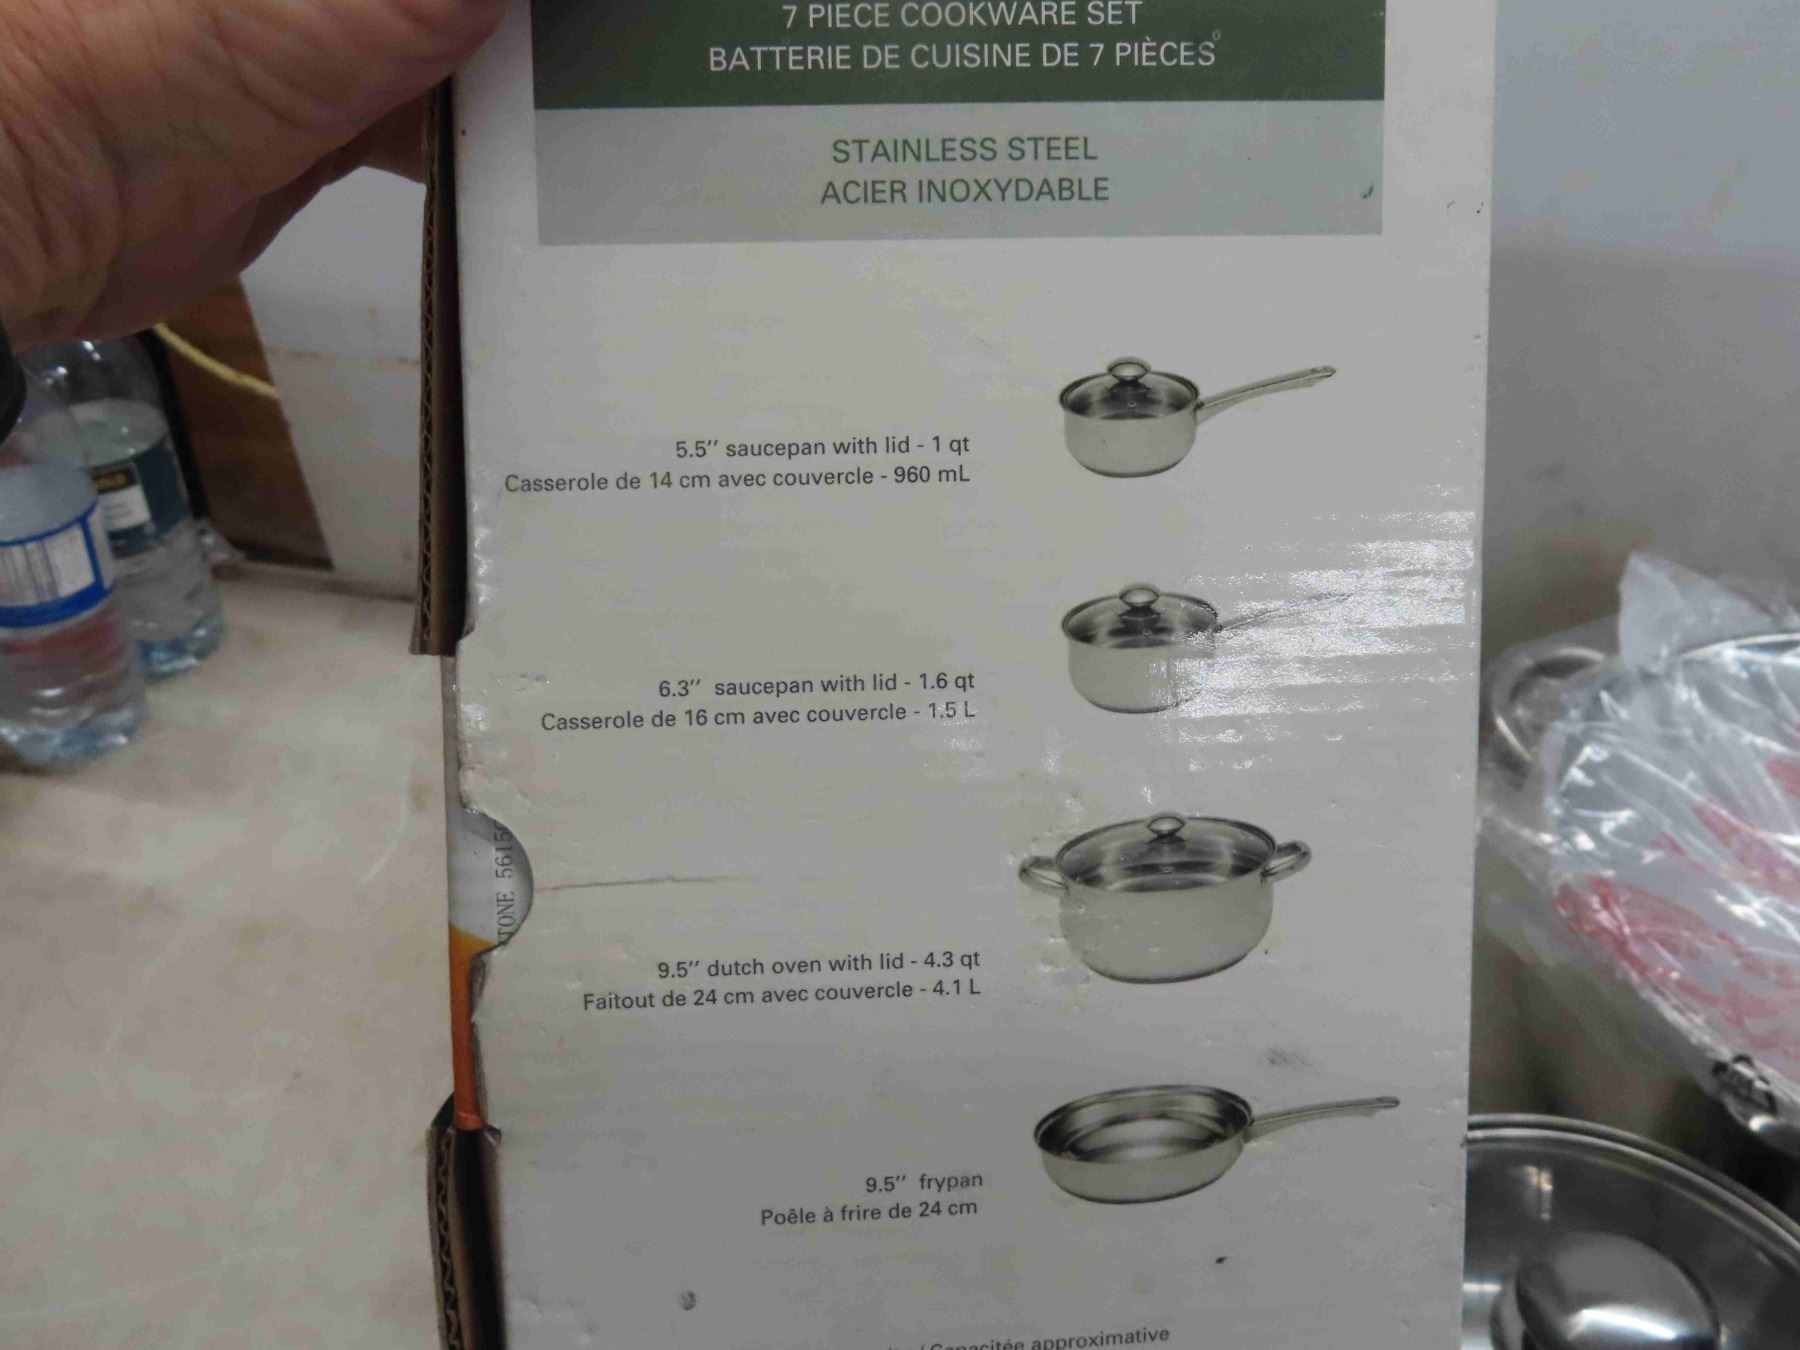 7 PIECE COOKWARE SET
BATTERIE DE CUISINE DE 7 PIÈCES
STAINLESS STEEL
ACIER INOXYDABLE
5.5″ saucepan with lid - 1 qt
Casserole de 14 cm avec couvercle - 960 mL
6.3″ saucepan with lid - 1.6 qt
Casserole de 16 cm avec couvercle - 1.5 L
9.5″ dutch oven with lid - 4.3 qt
Faitout de 24 cm avec couvercle - 4.1 L
9.5″ frypan
Poêle à frire de 24 cm
/ Capacitée approximative